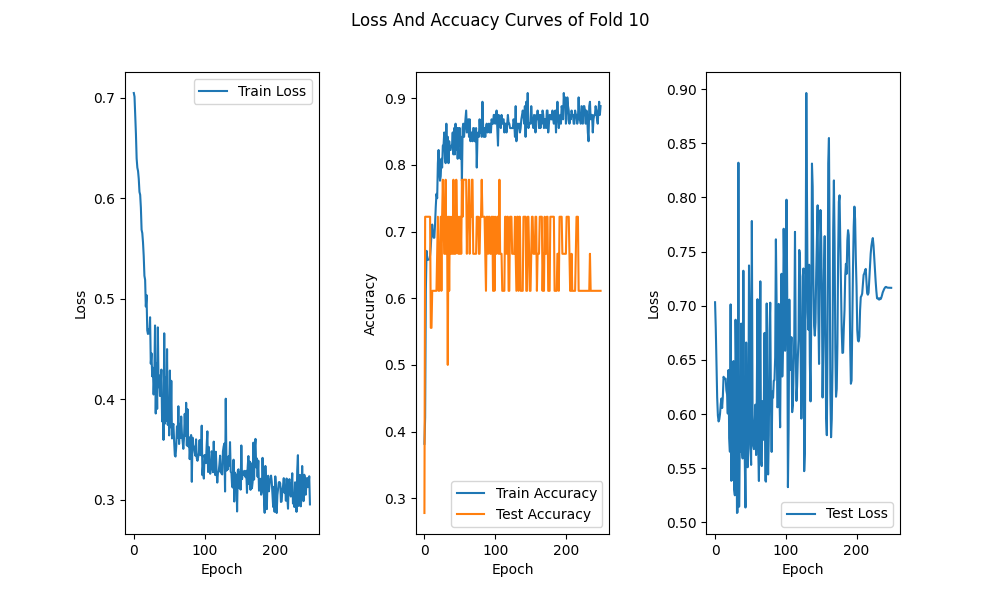 Loss And Accuacy Curves of Fold 10
Loss
0.7
0.6
0.5
0.4
0.3
0
100
200
Epoch
Train Loss
Accuracy
0.9
0.8
0.7
0.6
0.5
0.4
0.3
0
100
200
Epoch
Train Accuracy
Test Accuracy
Loss
0.90
0.85
0.80
0.75
0.70
0.65
0.60
0.55
0.50
0
100
200
Epoch
Test Loss